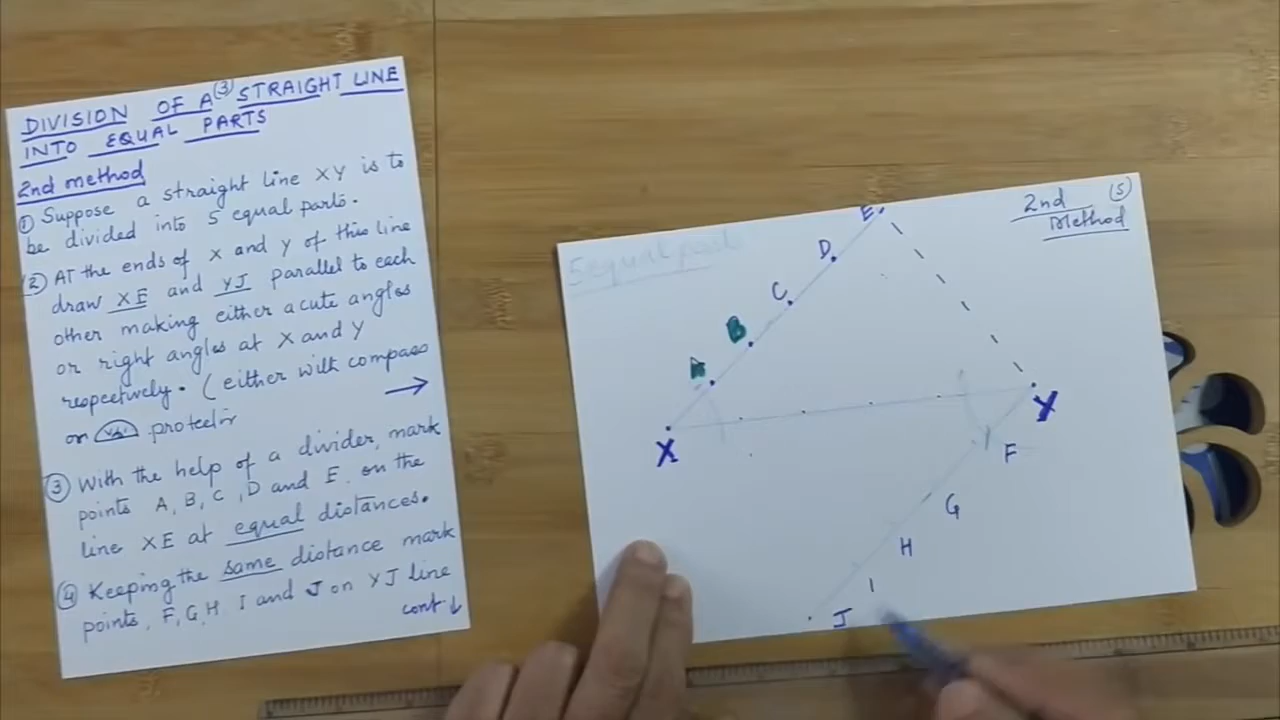 DIVISION OF A (3) STRAIGHT LINE
INTO EQUAL PARTS
2nd method
① Suppose a straight line XY is to
be divided into 5 equal parts.
② AT the ends of X and Y of this line
draw XE and YJ parallel to each
other making either acute angles
or right angles at X and Y
respectively. (either with compass
or protector
③ With the help of a divider, mark
points A, B, C, D and E on the
line XE at equal distances.
④ Keeping the same distance mark
points, F, G, H, I and J on YJ line
cont ↓
5 equal parts
2nd (5)
Method
E
D
C
B
A
X
Y
F
G
H
I
J